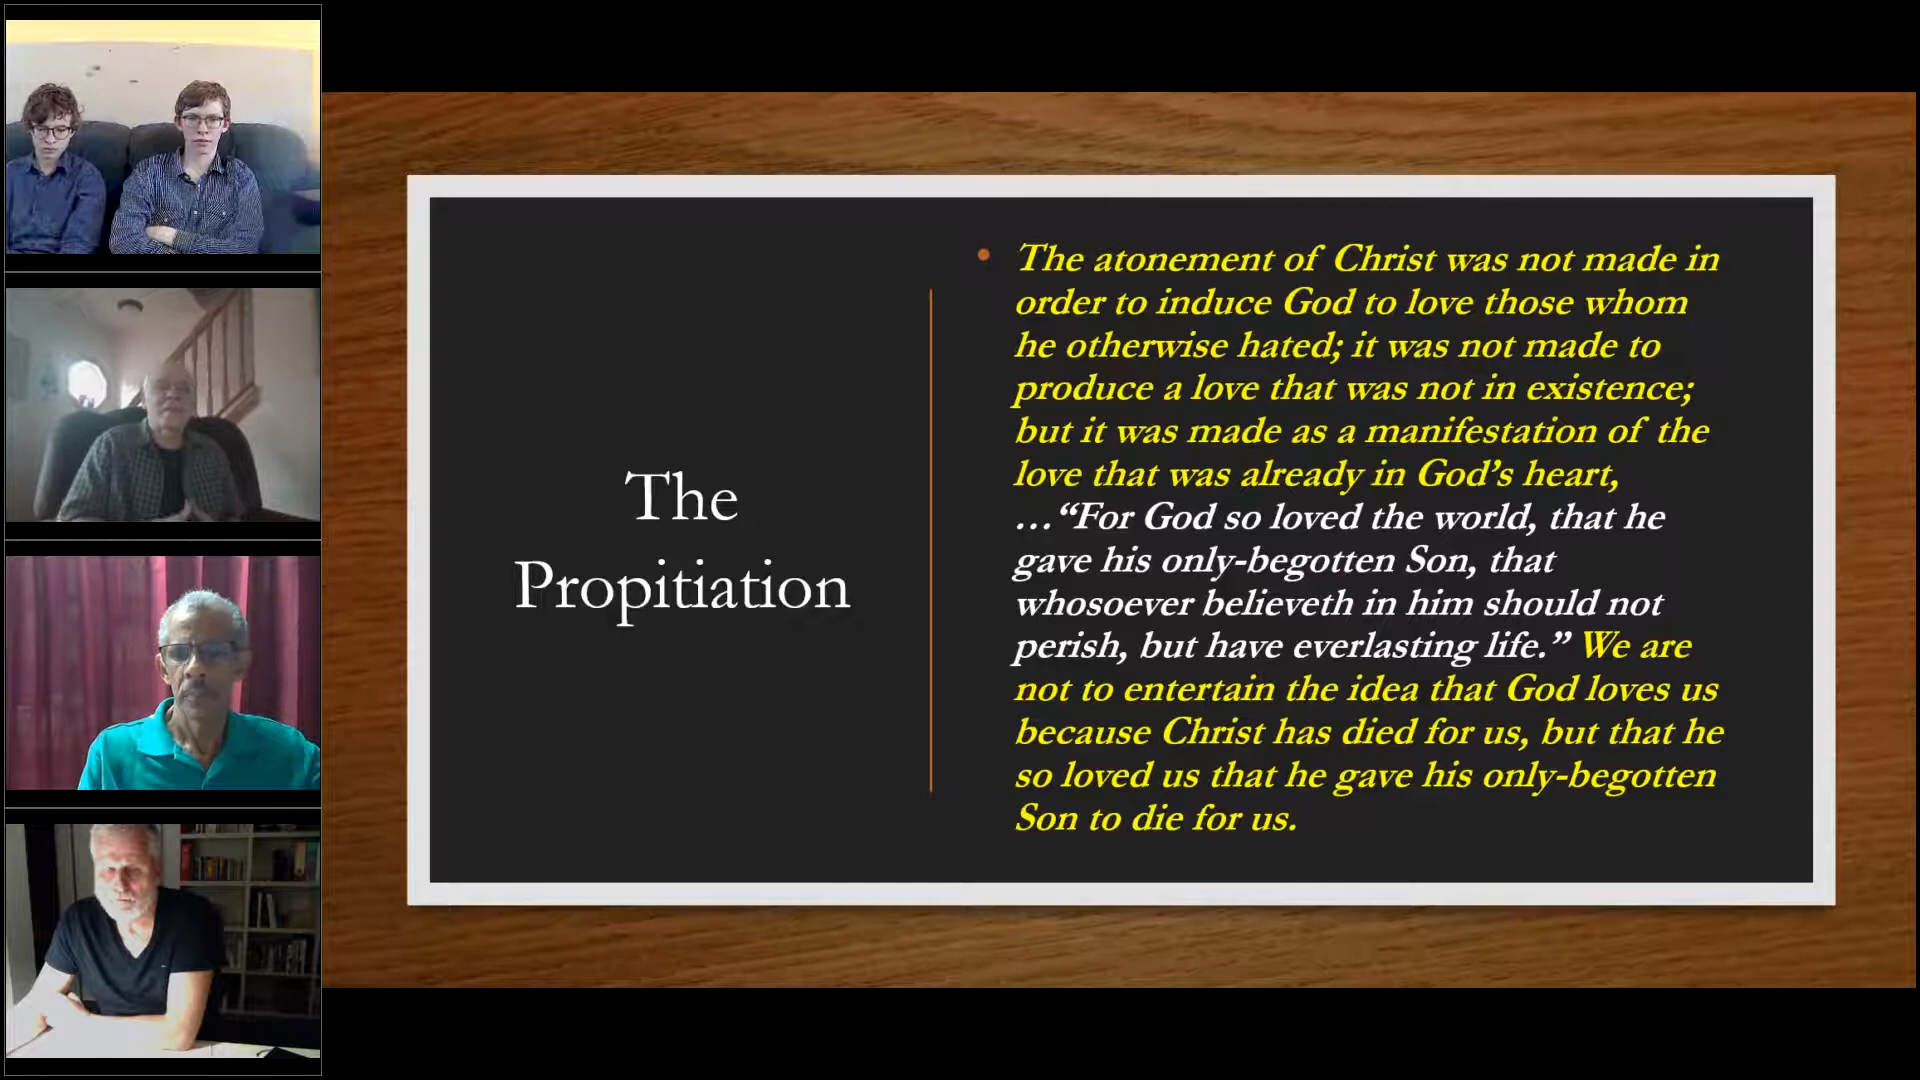 The
Propitiation
• The atonement of Christ was not made in
order to induce God to love those whom
he otherwise hated; it was not made to
produce a love that was not in existence;
but it was made as a manifestation of the
love that was already in God’s heart,
…“For God so loved the world, that he
gave his only-begotten Son, that
whosoever believeth in him should not
perish, but have everlasting life.” We are
not to entertain the idea that God loves us
because Christ has died for us, but that he
so loved us that he gave his only-begotten
Son to die for us.